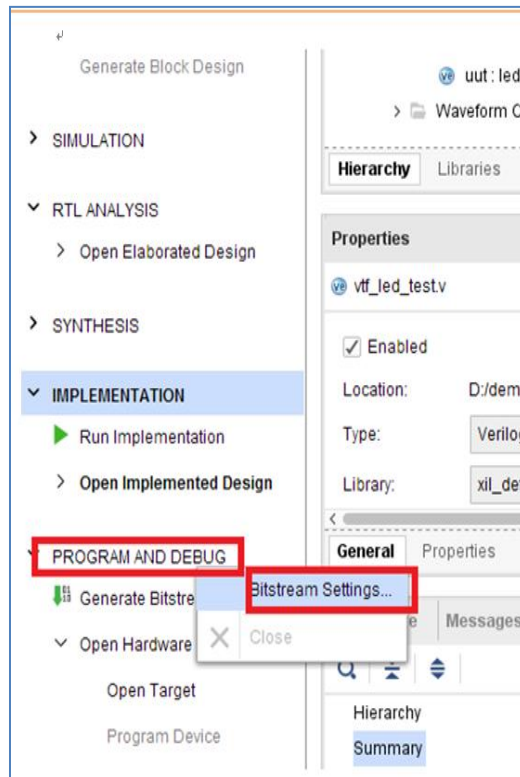 Generate Block Design
SIMULATION
RTL ANALYSIS
Open Elaborated Design
SYNTHESIS
IMPLEMENTATION
Run Implementation
Open Implemented Design
PROGRAM AND DEBUG
Generate Bitstre
Open Hardware
Open Target
Program Device
Bitstream Settings...
Close
uut : led
Waveform C
Hierarchy Libraries
Properties
vtf_led_test.v
Enabled
Location: D:/dem
Type: Verilo
Library: xil_de
General Properties
e Messages
Hierarchy
Summary